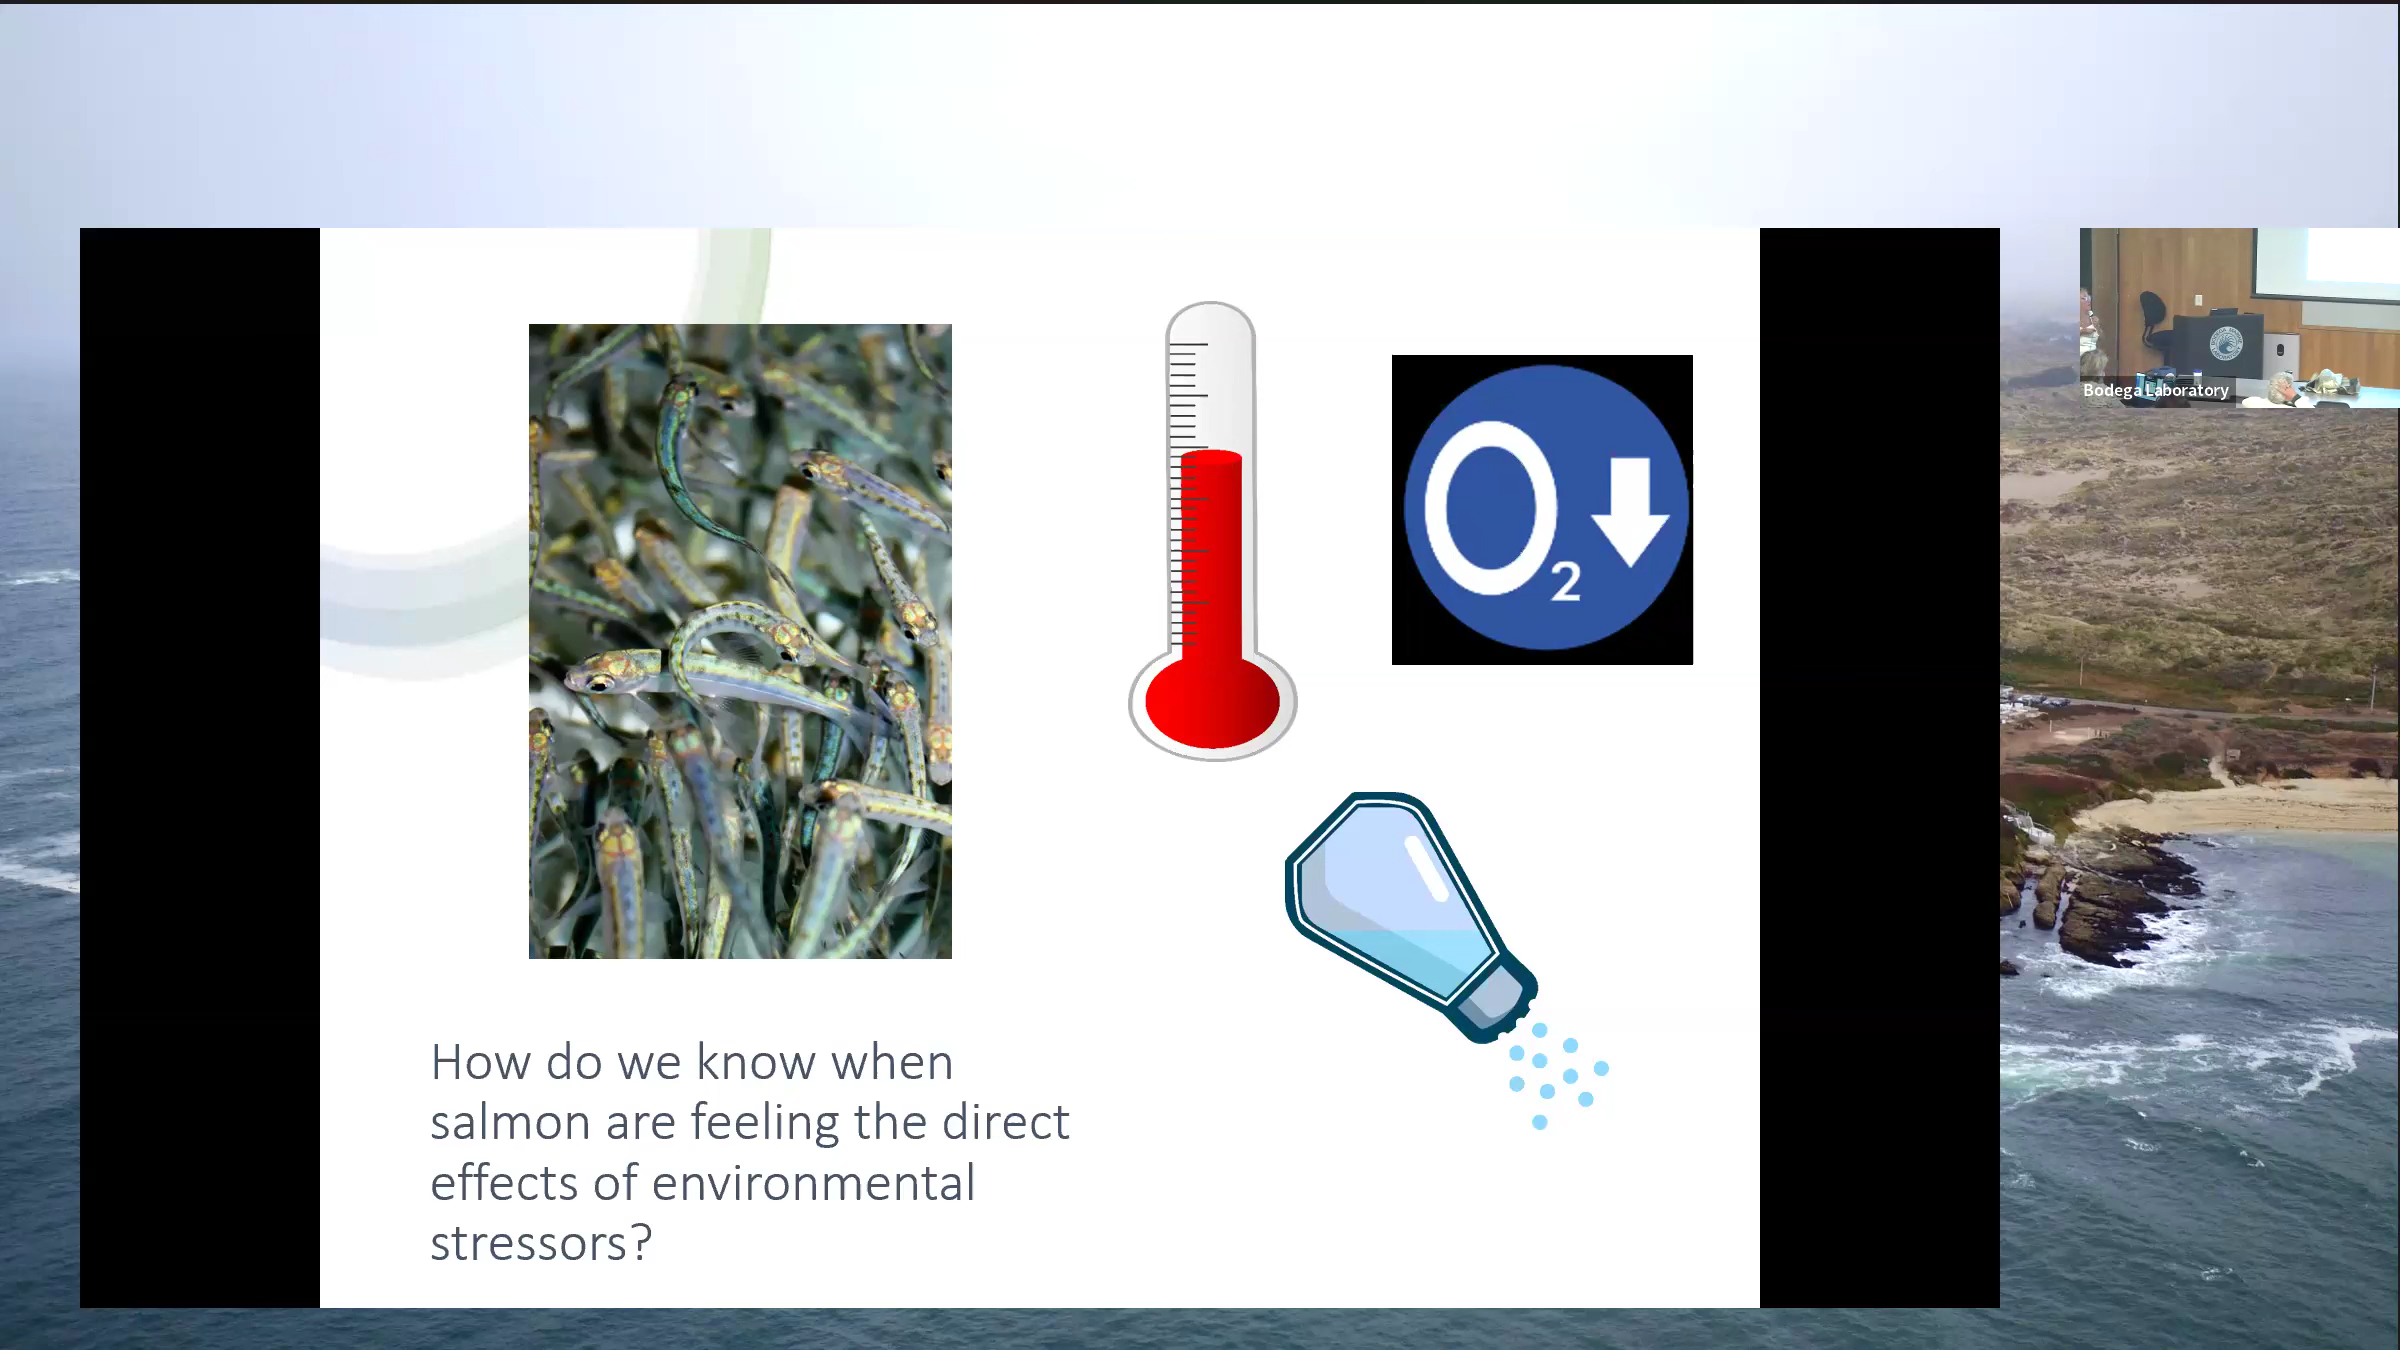 O2
How do we know when
salmon are feeling the direct
effects of environmental
stressors?
Bodega Laboratory